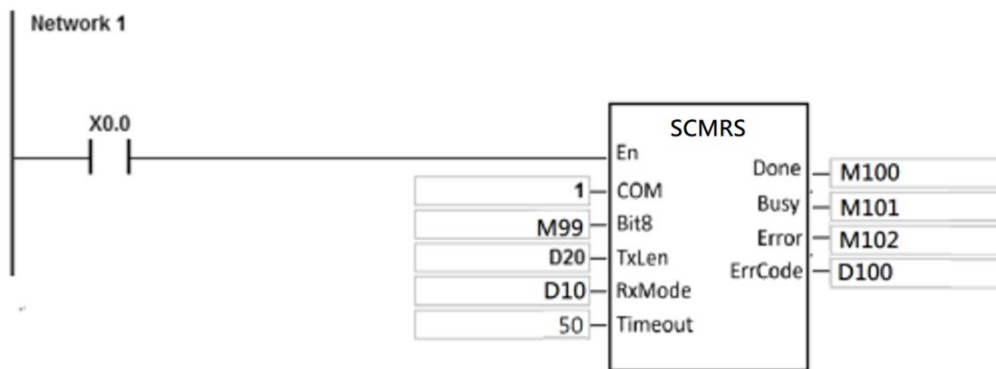 Network 1
X0.0
SCMRS
En
Done M100
1 COM
Busy M101
M99 Bit8
Error M102
D20 TxLen
ErrCode D100
D10 RxMode
50 Timeout